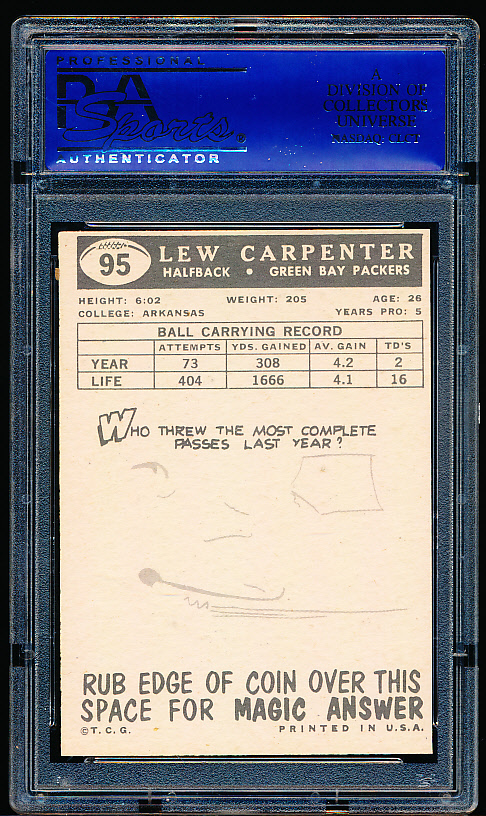 PROFESSIONAL
PSA
Sports
AUTHENTICATOR
A
DIVISION OF
COLLECTORS
UNIVERSE
NASDAQ: CLCT
95
LEW CARPENTER
HALFBACK • GREEN BAY PACKERS
HEIGHT: 6:02 WEIGHT: 205 AGE: 26
COLLEGE: ARKANSAS YEARS PRO: 5
BALL CARRYING RECORD
ATTEMPTS YDS. GAINED AV. GAIN TD'S
YEAR 73 308 4.2 2
LIFE 404 1666 4.1 16
WHO THREW THE MOST COMPLETE
PASSES LAST YEAR?
RUB EDGE OF COIN OVER THIS
SPACE FOR MAGIC ANSWER
©T.C.G. PRINTED IN U.S.A.